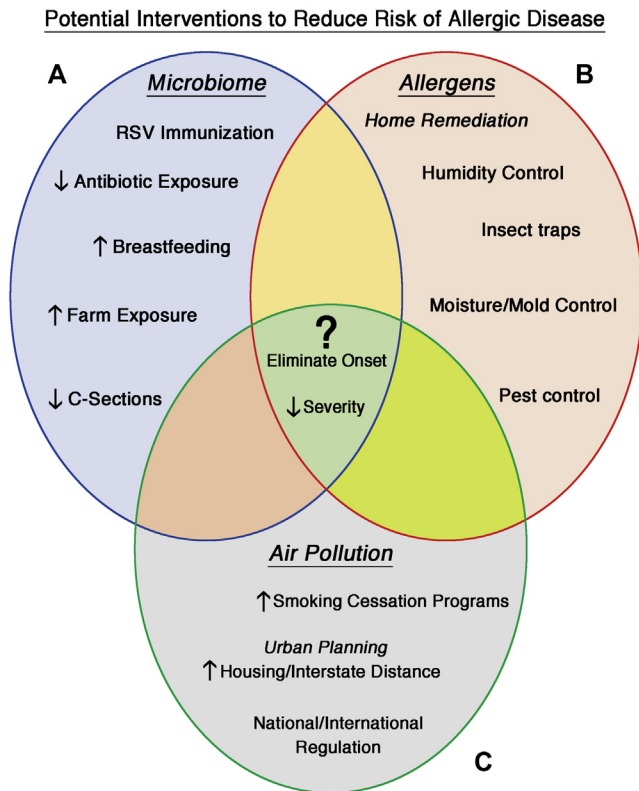 Potential Interventions to Reduce Risk of Allergic Disease
A
B
Microbiome
RSV Immunization
↓ Antibiotic Exposure
↑ Breastfeeding
↑ Farm Exposure
↓ C-Sections
Allergens
Home Remediation
Humidity Control
Insect traps
Moisture/Mold Control
Pest control
?
Eliminate Onset
↓ Severity
Air Pollution
↑ Smoking Cessation Programs
Urban Planning
↑ Housing/Interstate Distance
National/International
Regulation
C